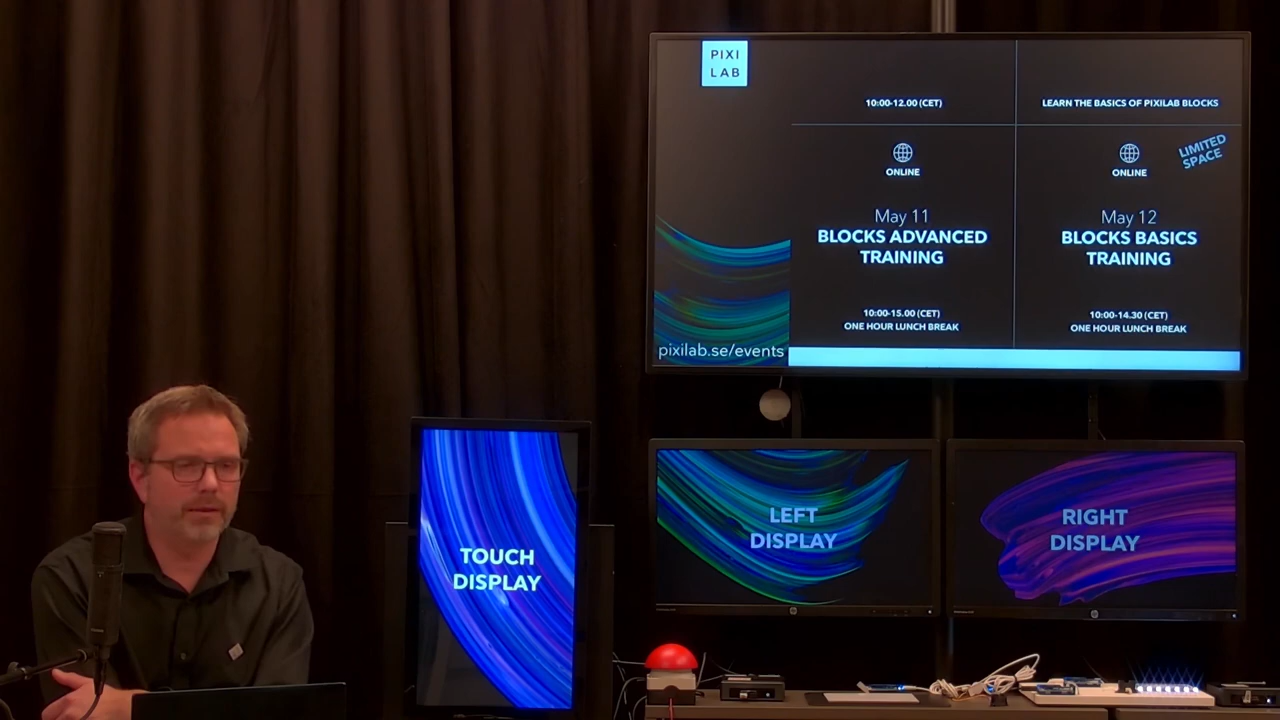 PIXI
LAB
10:00-12.00 (CET)
LEARN THE BASICS OF PIXILAB BLOCKS
ONLINE
ONLINE
LIMITED
SPACE
May 11
BLOCKS ADVANCED
TRAINING
May 12
BLOCKS BASICS
TRAINING
10:00-15.00 (CET)
ONE HOUR LUNCH BREAK
10:00-14.30 (CET)
ONE HOUR LUNCH BREAK
pixilab.se/events
TOUCH
DISPLAY
LEFT
DISPLAY
RIGHT
DISPLAY
hp
hp